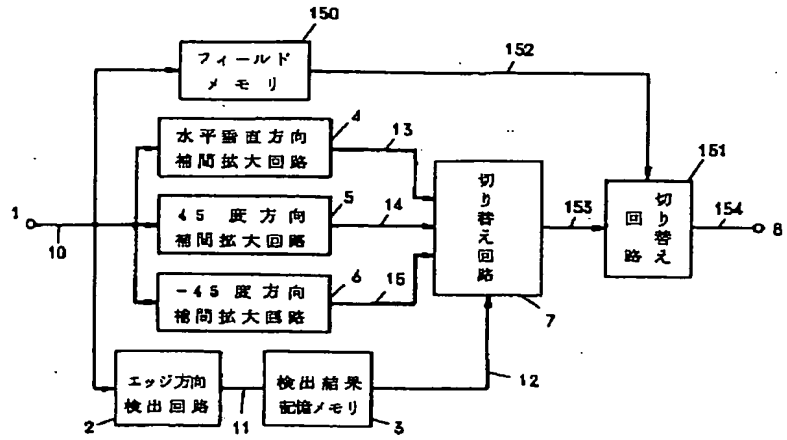 150
フィールド
メモリ
152
水平垂直方向
補間拡大回路
4
13
151
1
10
45度方向
補間拡大回路
5
14
切り替え回路
153
切り替え
回路
154
8
-45度方向
補間拡大回路
6
15
7
エッジ方向
検出回路
2
11
検出結果
記憶メモリ
3
12